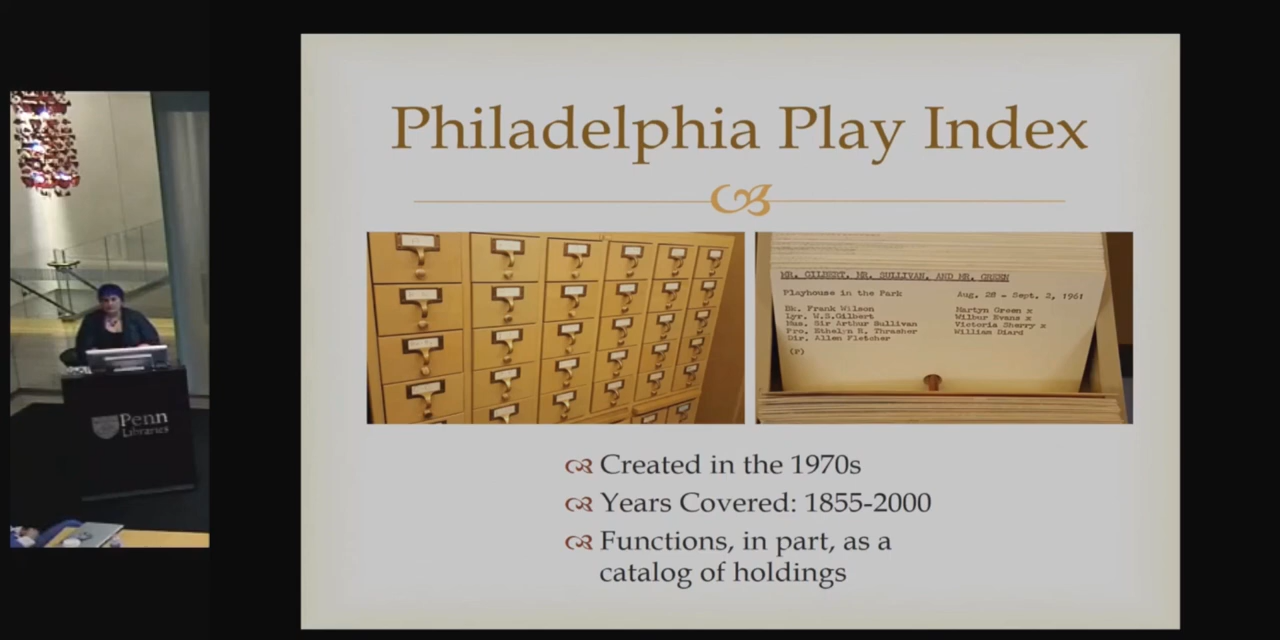 Philadelphia Play Index
MR. GILBERT, MR. SULLIVAN, AND MR. GREEN
Playhouse in the Park Aug. 28 - Sept. 2, 1961
Bk. Frank Wilson Martyn Green x
Lyr. W.S.Gilbert Wilbur Evans x
Mus. Sir Arthur Sullivan Victoria Sherry x
Pro. Ethelyn R. Thrasher William Diard
Dir. Allen Fletcher
(P)
Created in the 1970s
Years Covered: 1855-2000
Functions, in part, as a
catalog of holdings
Penn
Libraries